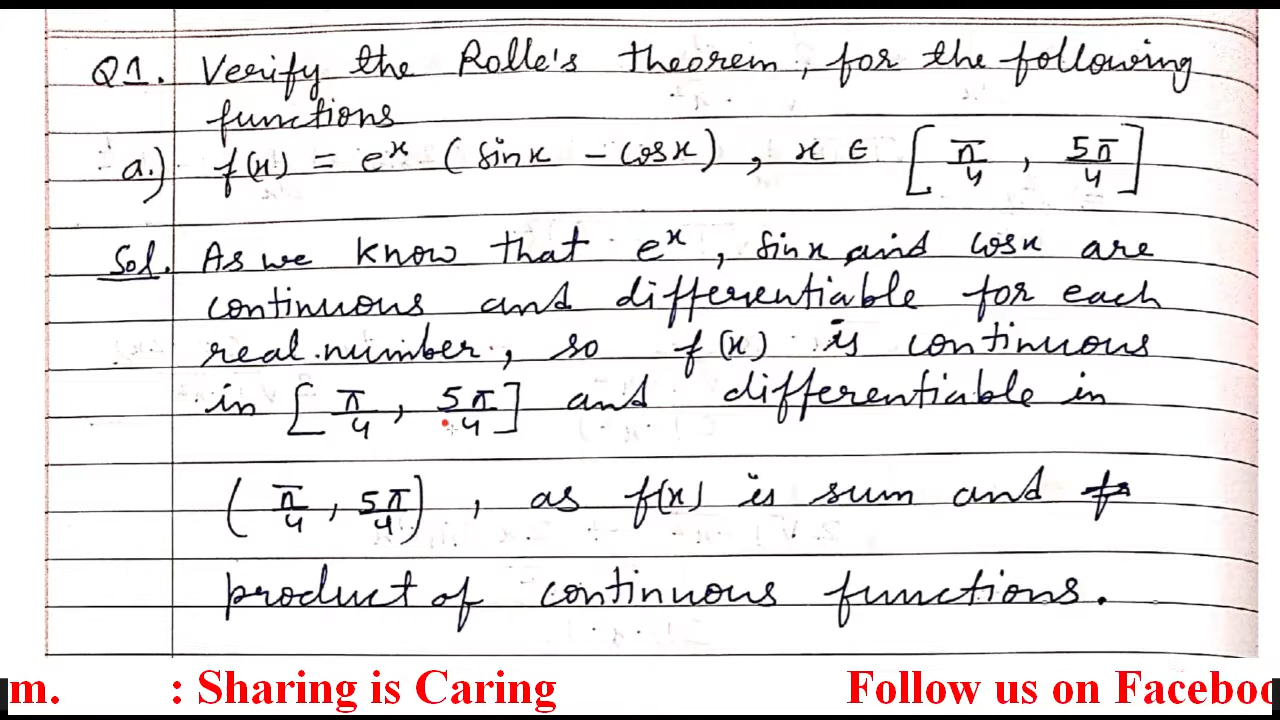 Q1. Verify the Rolle's theorem, for the following
functions
a.) f(x) = eˣ (sinx - cosx), x ∈ [π/4, 5π/4]
Sol. As we know that eˣ, sinx and cosx are
continuous and differentiable for each
real number, so f(x) is continuous
in [π/4, 5π/4] and differentiable in
(π/4, 5π/4), as f(x) is sum and
product of continuous functions.
m. : Sharing is Caring Follow us on Faceboo